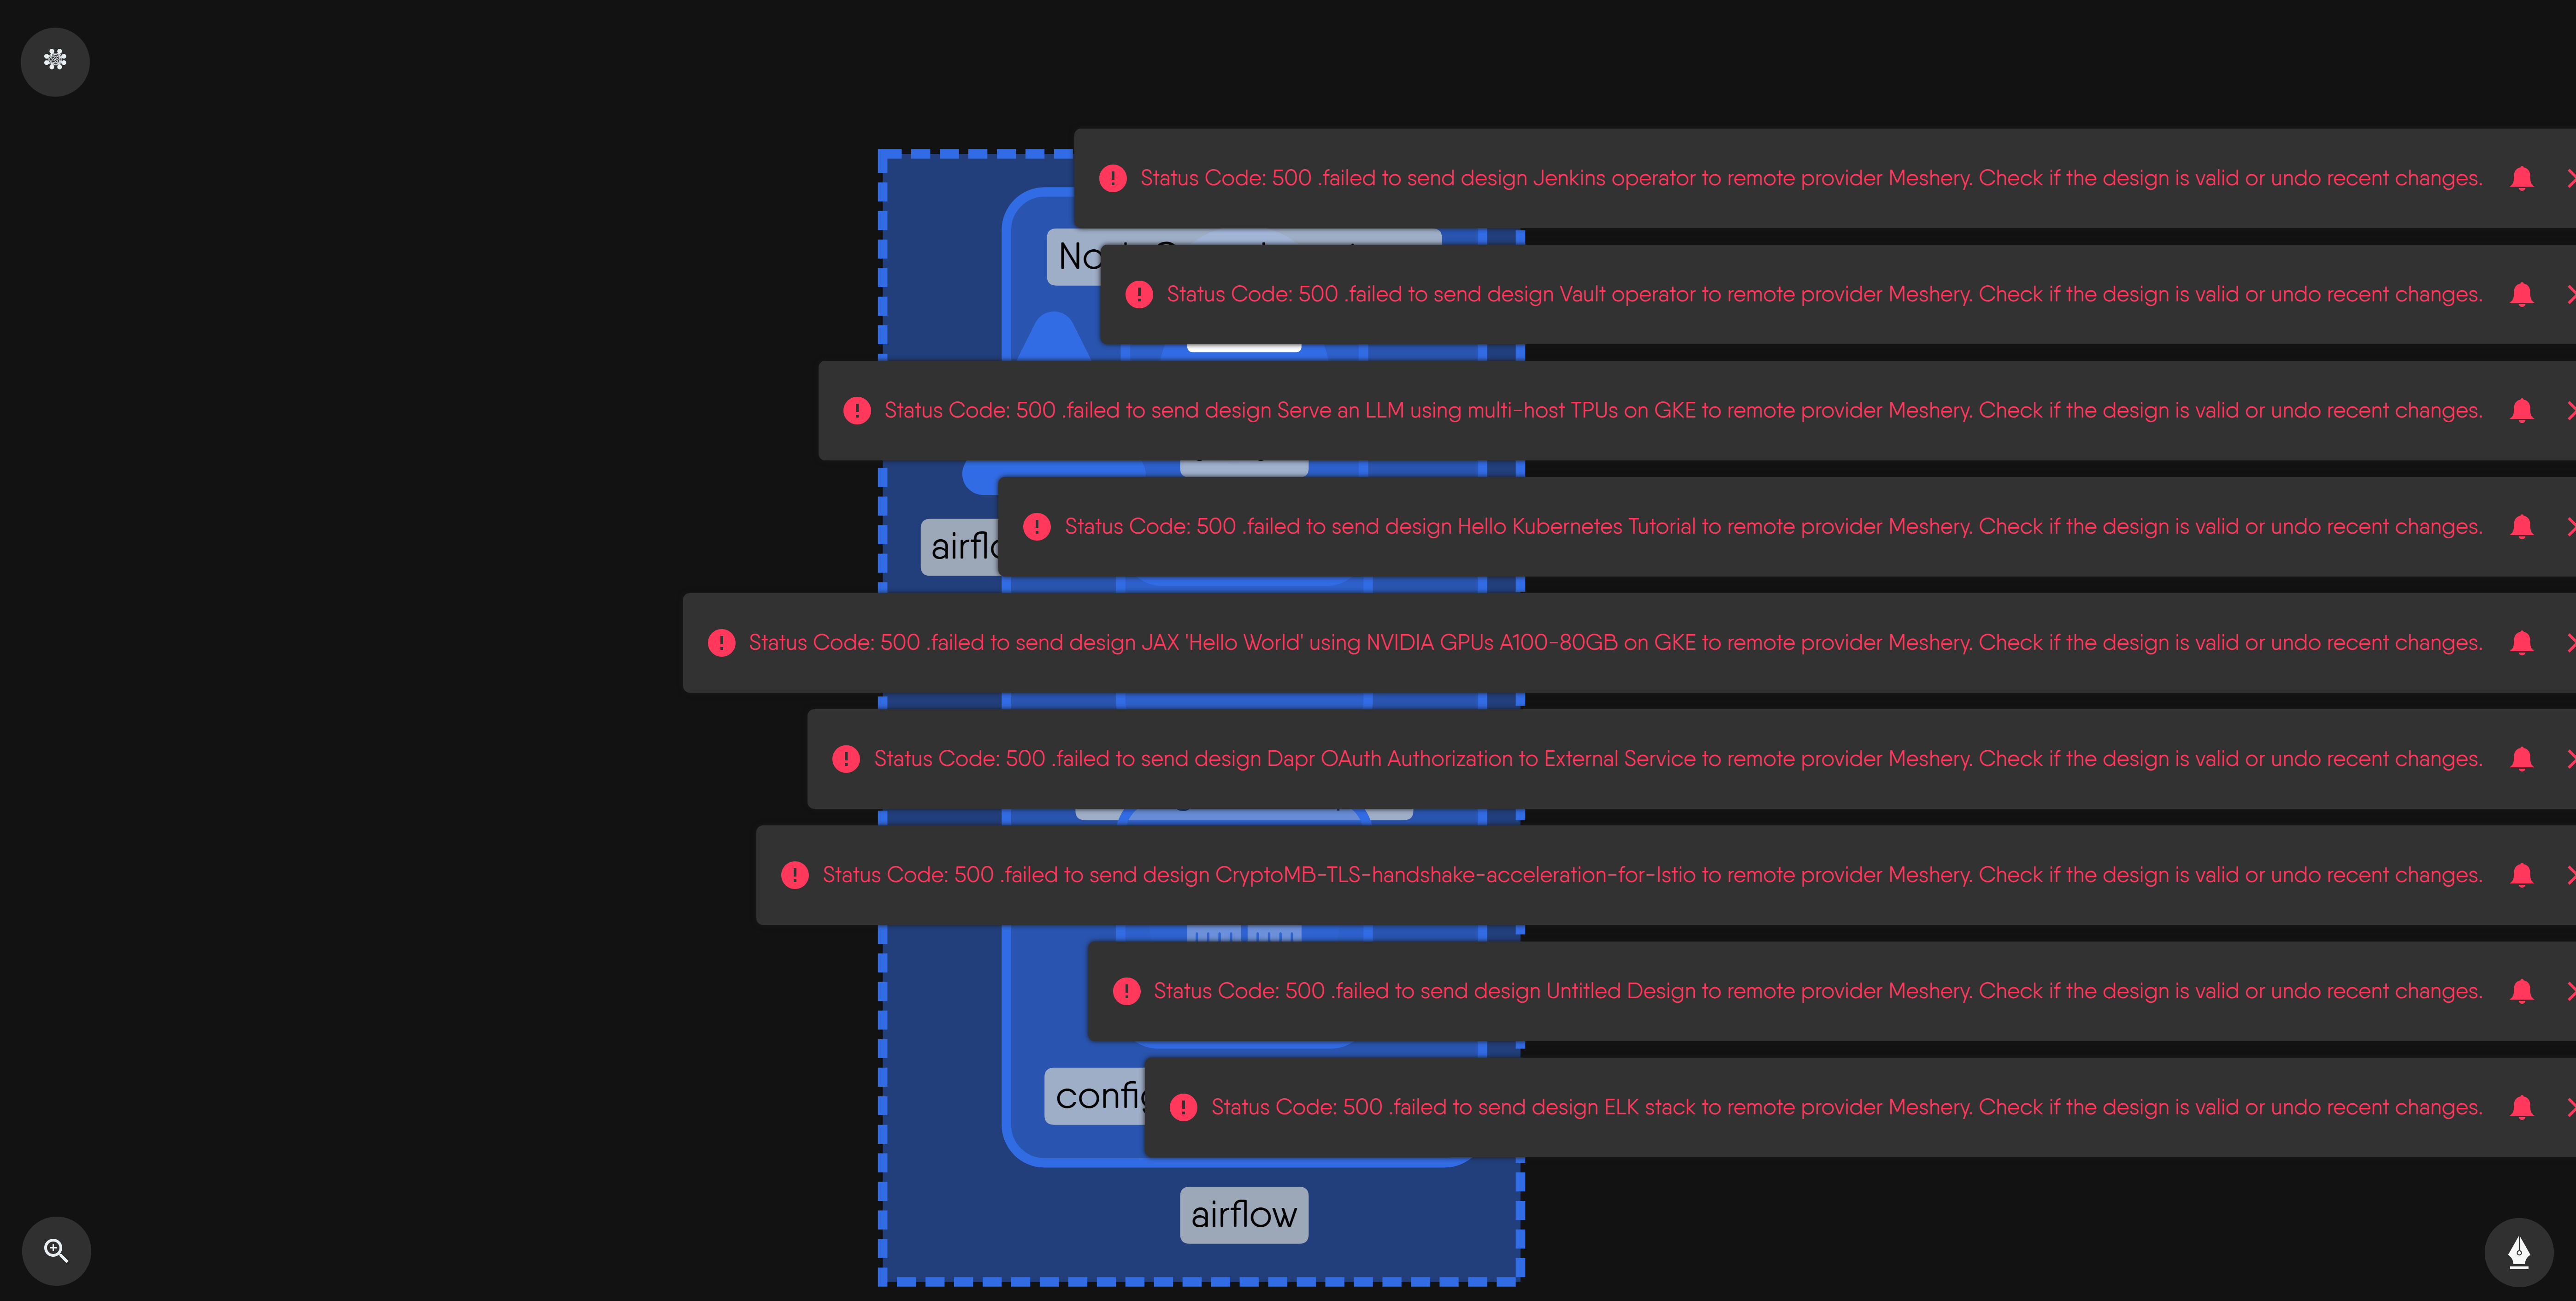 Status Code: 500 .failed to send design Jenkins operator to remote provider Meshery. Check if the design is valid or undo recent changes.
Status Code: 500 .failed to send design Vault operator to remote provider Meshery. Check if the design is valid or undo recent changes.
Status Code: 500 .failed to send design Serve an LLM using multi-host TPUs on GKE to remote provider Meshery. Check if the design is valid or undo recent changes.
Status Code: 500 .failed to send design Hello Kubernetes Tutorial to remote provider Meshery. Check if the design is valid or undo recent changes.
Status Code: 500 .failed to send design JAX 'Hello World' using NVIDIA GPUs A100-80GB on GKE to remote provider Meshery. Check if the design is valid or undo recent changes.
Status Code: 500 .failed to send design Dapr OAuth Authorization to External Service to remote provider Meshery. Check if the design is valid or undo recent changes.
Status Code: 500 .failed to send design CryptoMB-TLS-handshake-acceleration-for-Istio to remote provider Meshery. Check if the design is valid or undo recent changes.
Status Code: 500 .failed to send design Untitled Design to remote provider Meshery. Check if the design is valid or undo recent changes.
Status Code: 500 .failed to send design ELK stack to remote provider Meshery. Check if the design is valid or undo recent changes.
airflow